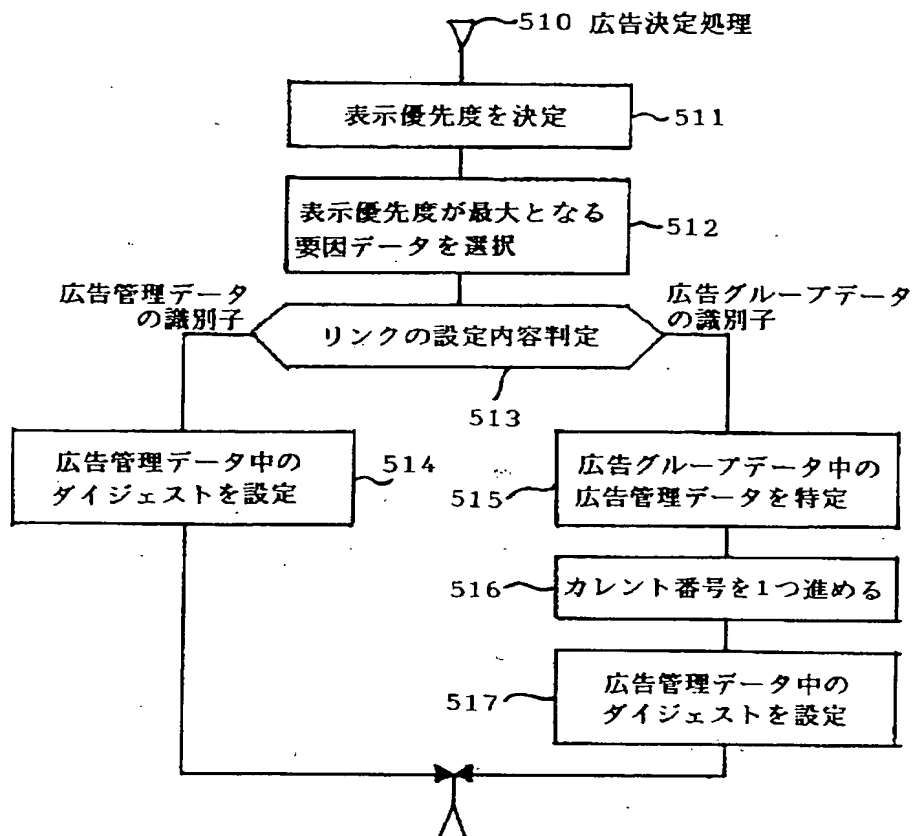 510 広告決定処理
表示優先度を決定
511
表示優先度が最大となる
要因データを選択
512
広告管理データ
の識別子
広告グループデータ
の識別子
リンクの設定内容判定
513
広告管理データ中の
ダイジェストを設定
514
広告グループデータ中の
広告管理データを特定
515
カレント番号を1つ進める
516
広告管理データ中の
ダイジェストを設定
517